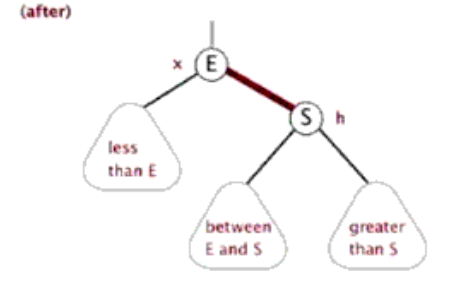 (after)
x E
S h
less
than E
between
E and S
greater
than S